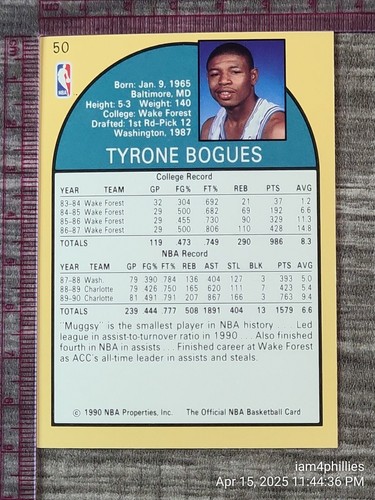 50
NBA
Born: Jan. 9, 1965
Baltimore, MD
Height: 5-3 Weight: 140
College: Wake Forest
Drafted: 1st Rd-Pick 12
Washington, 1987
TYRONE BOGUES
College Record
YEAR TEAM GP FG% FT% REB PTS AVG
83-84 Wake Forest 32 304 692 21 37 1.2
84-85 Wake Forest 29 500 682 69 192 6.6
85-86 Wake Forest 29 455 730 90 329 11.3
86-87 Wake Forest 29 500 806 110 428 14.8
TOTALS 119 473 749 290 986 8.3
NBA Record
YEAR TEAM GP FG% FT% REB AST STL BLK PTS AVG
87-88 Wash. 79 390 784 136 404 127 3 393 5.0
88-89 Charlotte 79 426 750 165 620 111 7 423 5.4
89-90 Charlotte 81 491 791 207 867 166 3 763 9.4
TOTALS 239 444 777 508 1891 404 13 1579 6.6
"Muggsy" is the smallest player in NBA history . . . Led
league in assist-to-turnover ratio in 1990 . . . Also finished
fourth in NBA in assists . . . Finished career at Wake Forest
as ACC's all-time leader in assists and steals.
© 1990 NBA Properties, Inc. The Official NBA Basketball Card
iam4phillies
Apr 15, 2025 11:44:36 PM